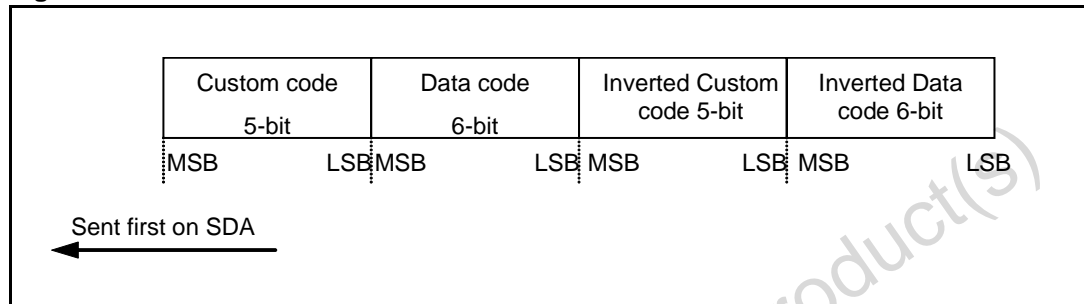 Custom code
5-bit
Data code
6-bit
Inverted Custom
code 5-bit
Inverted Data
code 6-bit
MSB LSB MSB LSB MSB LSB MSB LSB
Sent first on SDA